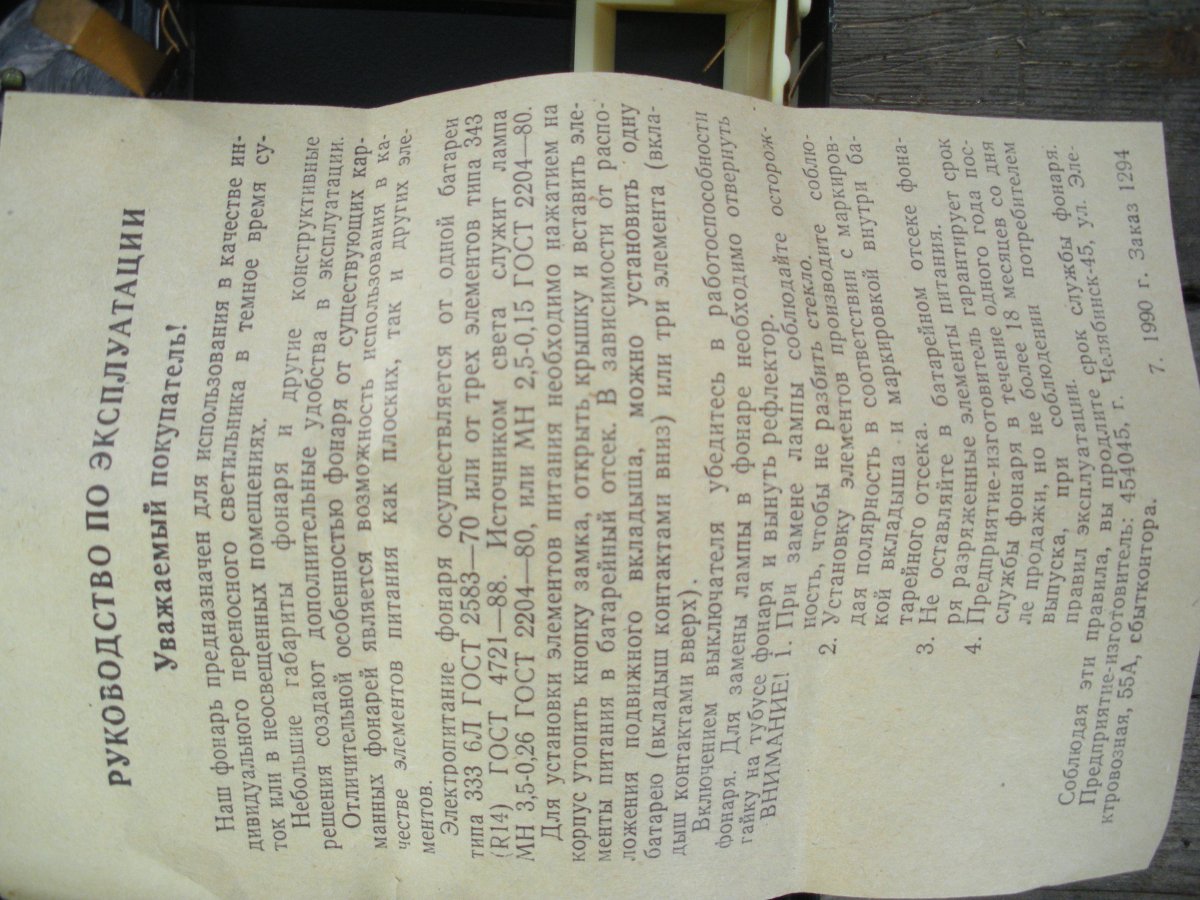 РУКОВОДСТВО ПО ЭКСПЛУАТАЦИИ
Уважаемый покупатель!
Наш фонарь предназначен для использования в качестве ин-
дивидуального переносного светильника в темное время су-
ток или в неосвещенных помещениях.
Небольшие габариты фонаря и другие конструктивные
решения создают дополнительные удобства в эксплуатации.
Отличительной особенностью фонаря от существующих кар-
манных фонарей является возможность использования в ка-
честве элементов питания как плоских, так и других эле-
ментов.
Электропитание фонаря осуществляется от одной батареи
типа 333 6Л ГОСТ 2583—70 или от трех элементов типа 343
(R14) ГОСТ 4721—88. Источником света служит лампа
МН 3,5-0,26 ГОСТ 2204—80, или МН 2,5-0,15 ГОСТ 2204—80.
Для установки элементов питания необходимо нажатием на
корпус утопить кнопку замка, открыть крышку и вставить эле-
менты питания в батарейный отсек. В зависимости от распо-
ложения подвижного вкладыша, можно установить одну
батарею (вкладыш контактами вниз) или три элемента (вкла-
дыш контактами вверх).
Включением выключателя убедитесь в работоспособности
фонаря. Для замены лампы в фонаре необходимо отвернуть
гайку на тубусе фонаря и вынуть рефлектор.
ВНИМАНИЕ! 1. При замене лампы соблюдайте осторож-
ность, чтобы не разбить стекло.
2. Установку элементов производите соблю-
дая полярность в соответствии с маркиров-
кой вкладыша и маркировкой внутри ба-
тарейного отсека.
3. Не оставляйте в батарейном отсеке фона-
ря разряженные элементы питания.
4. Предприятие-изготовитель гарантирует срок
службы фонаря в течение одного года пос-
ле продажи, но не более 18 месяцев со дня
выпуска, при соблюдении потребителем
правил эксплуатации.
Соблюдая эти правила, вы продлите срок службы фонаря.
Предприятие-изготовитель: 454045, г. Челябинск-45, ул. Эле-
ктровозная, 55А, сбытконтора.
7. 1990 г. Заказ 1294